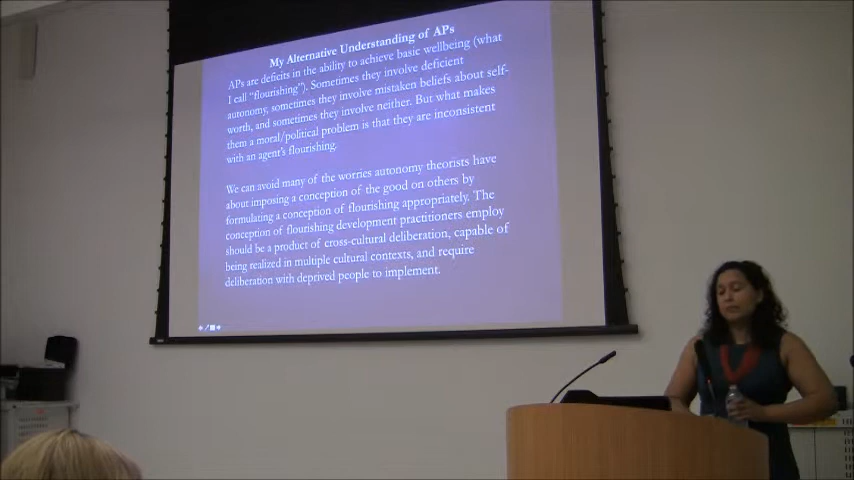 My Alternative Understanding of APs
APs are deficits in the ability to achieve basic wellbeing (what
I call "flourishing"). Sometimes they involve deficient
autonomy, sometimes they involve mistaken beliefs about self-
worth, and sometimes they involve neither. But what makes
them a moral/political problem is that they are inconsistent
with an agent's flourishing.
We can avoid many of the worries autonomy theorists have
about imposing a conception of the good on others by
formulating a conception of flourishing appropriately. The
conception of flourishing development practitioners employ
should be a product of cross-cultural deliberation, capable of
being realized in multiple cultural contexts, and require
deliberation with deprived people to implement.